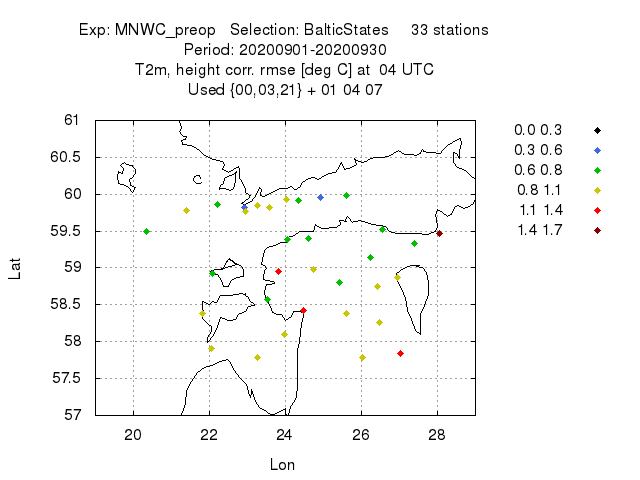 Exp: MNWC_preop   Selection: BalticStates     33 stations
Period: 20200901-20200930
T2m, height corr. rmse [deg C] at  04 UTC
Used {00,03,21} + 01 04 07
61
60.5
60
59.5
59
58.5
58
57.5
57
20 22 24 26 28
Lat
Lon
0.0 0.3
0.3 0.6
0.6 0.8
0.8 1.1
1.1 1.4
1.4 1.7